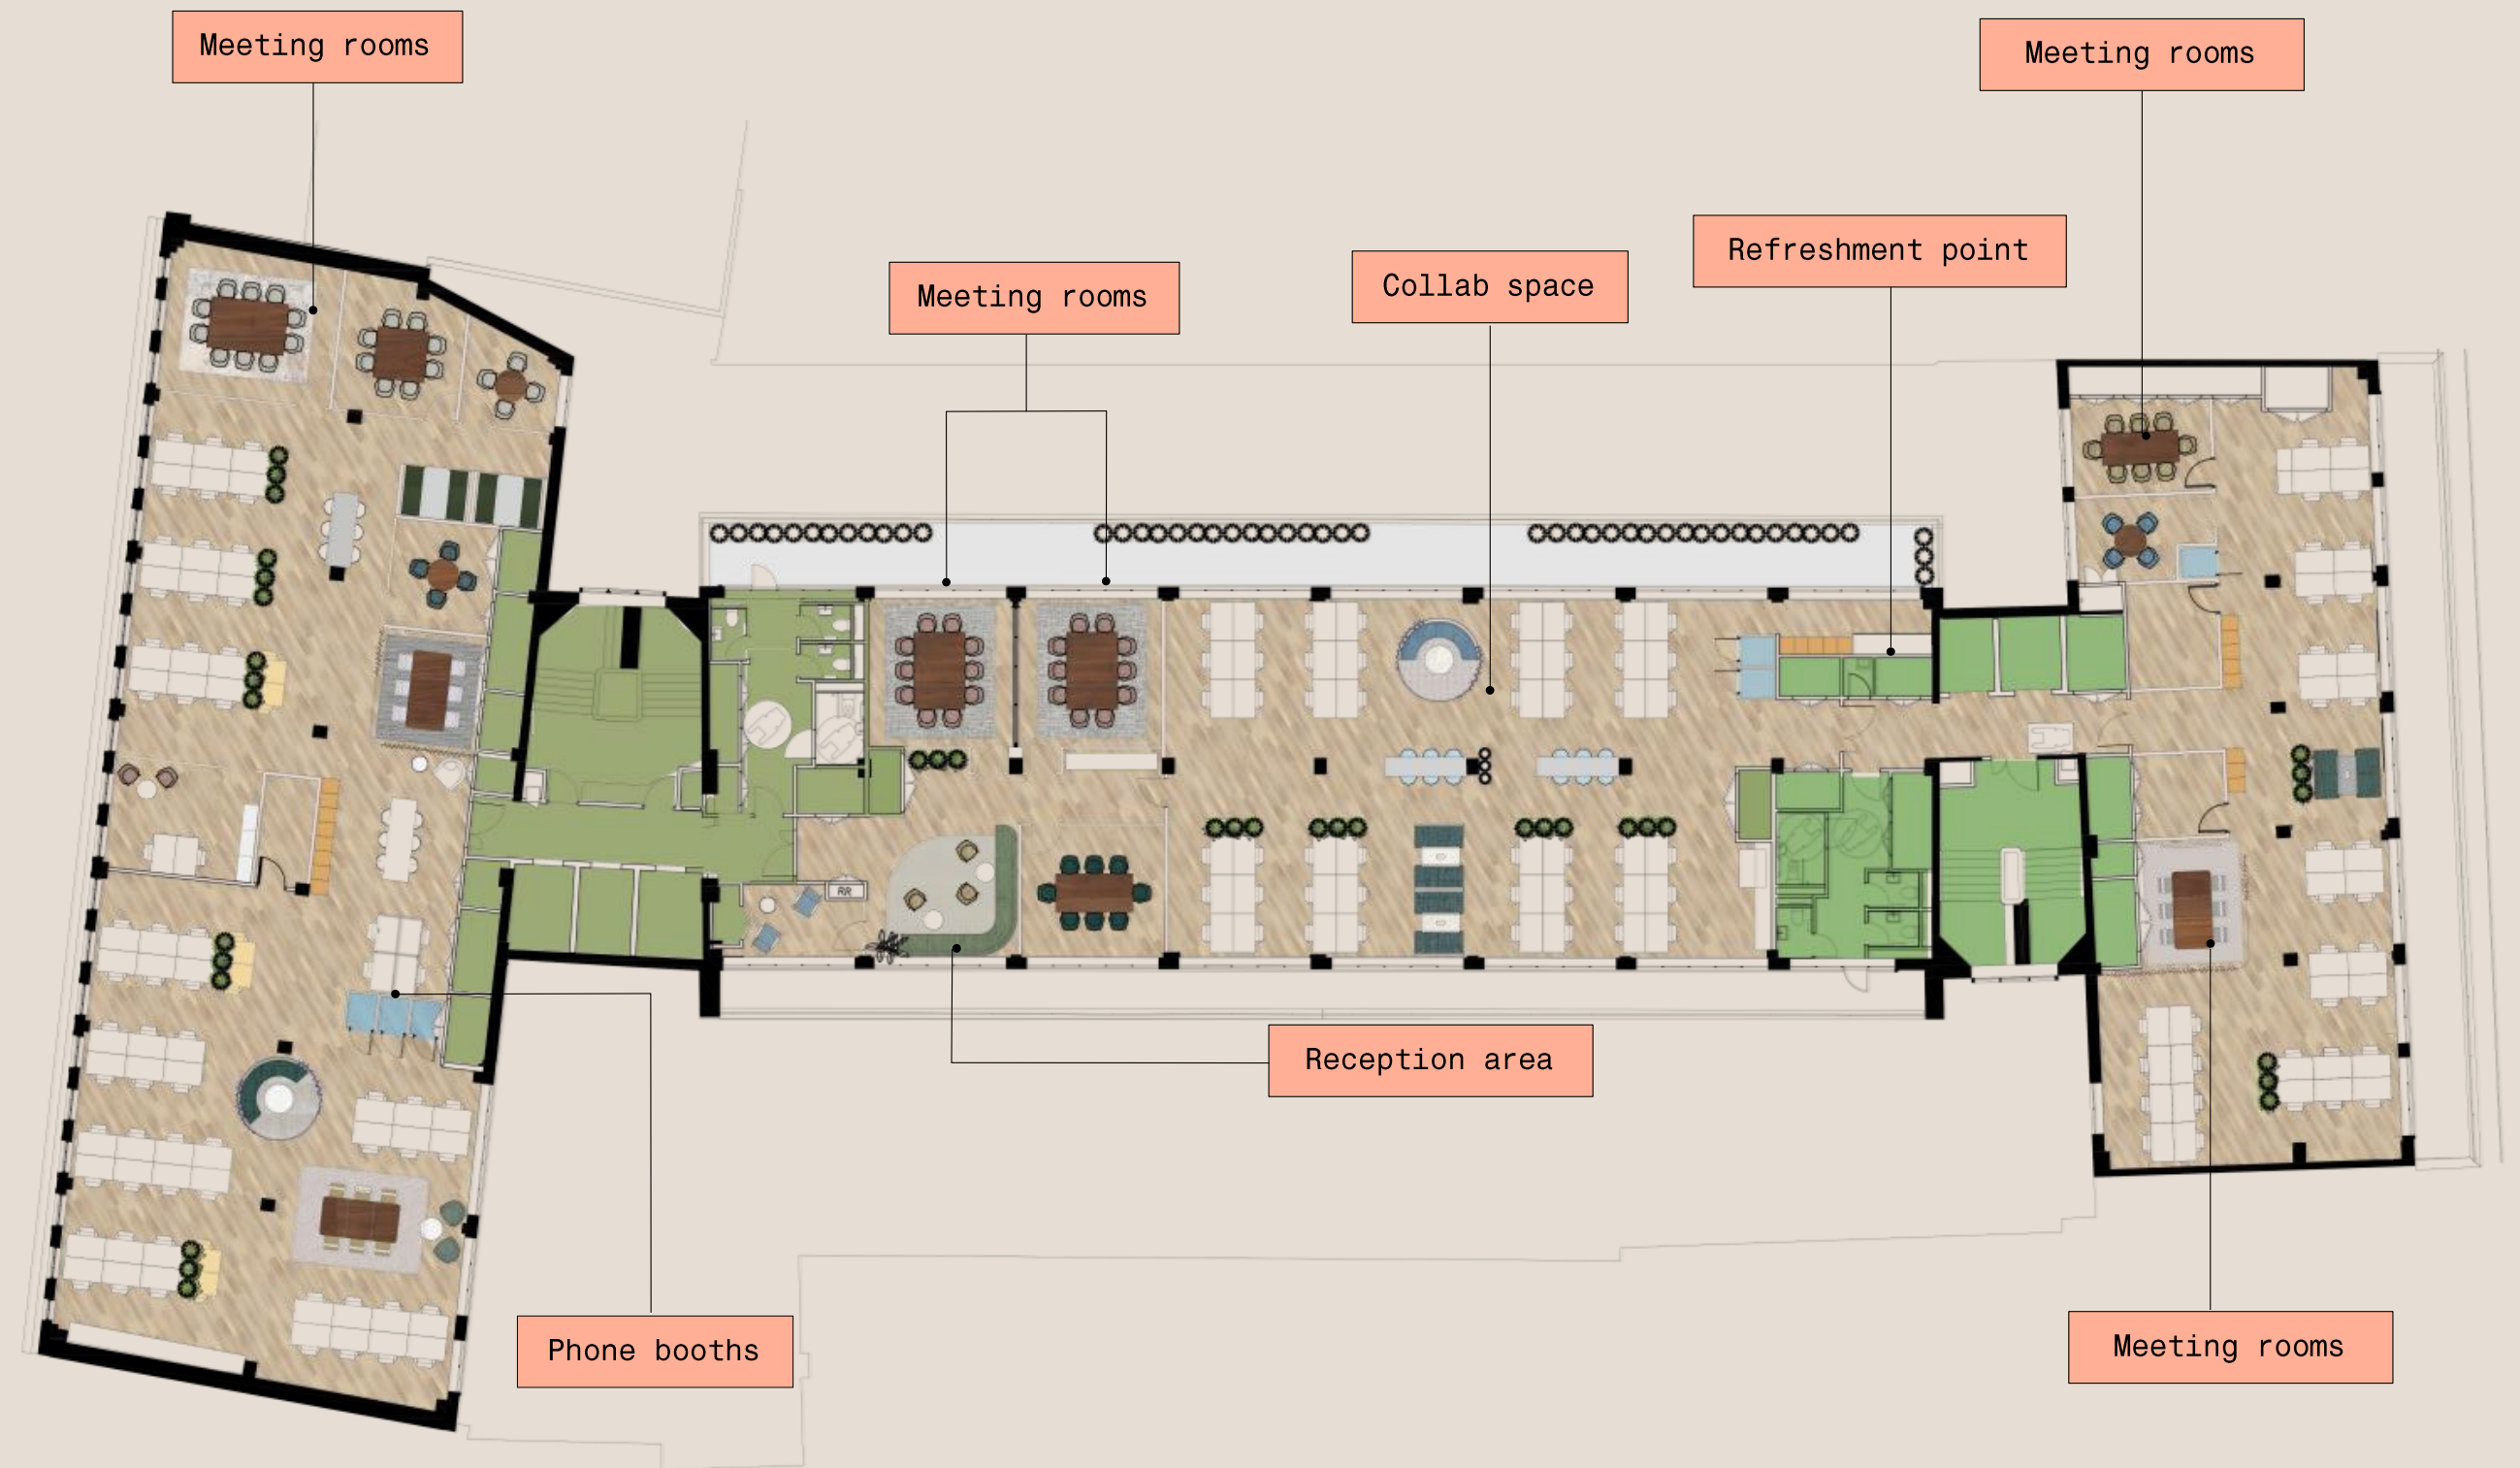 Meeting rooms
Meeting rooms
Refreshment point
Collab space
Meeting rooms
RR
Reception area
Phone booths
Meeting rooms